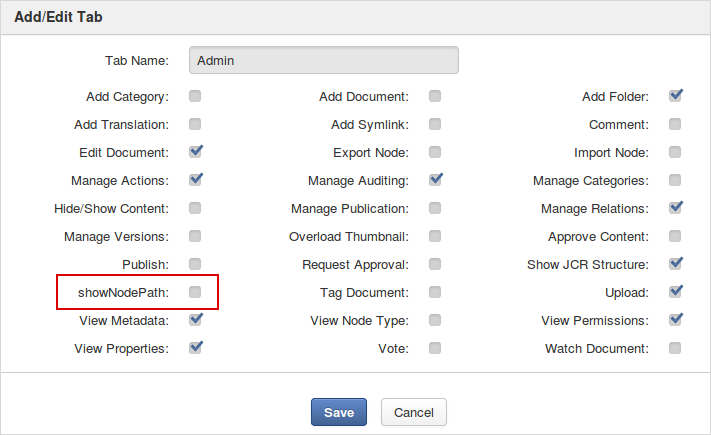 Add/Edit Tab
Tab Name: Admin
Add Category: Add Document: Add Folder:
Add Translation: Add Symlink: Comment:
Edit Document: Export Node: Import Node:
Manage Actions: Manage Auditing: Manage Categories:
Hide/Show Content: Manage Publication: Manage Relations:
Manage Versions: Overload Thumbnail: Approve Content:
Publish: Request Approval: Show JCR Structure:
showNodePath: Tag Document: Upload:
View Metadata: View Node Type: View Permissions:
View Properties: Vote: Watch Document:
Save Cancel